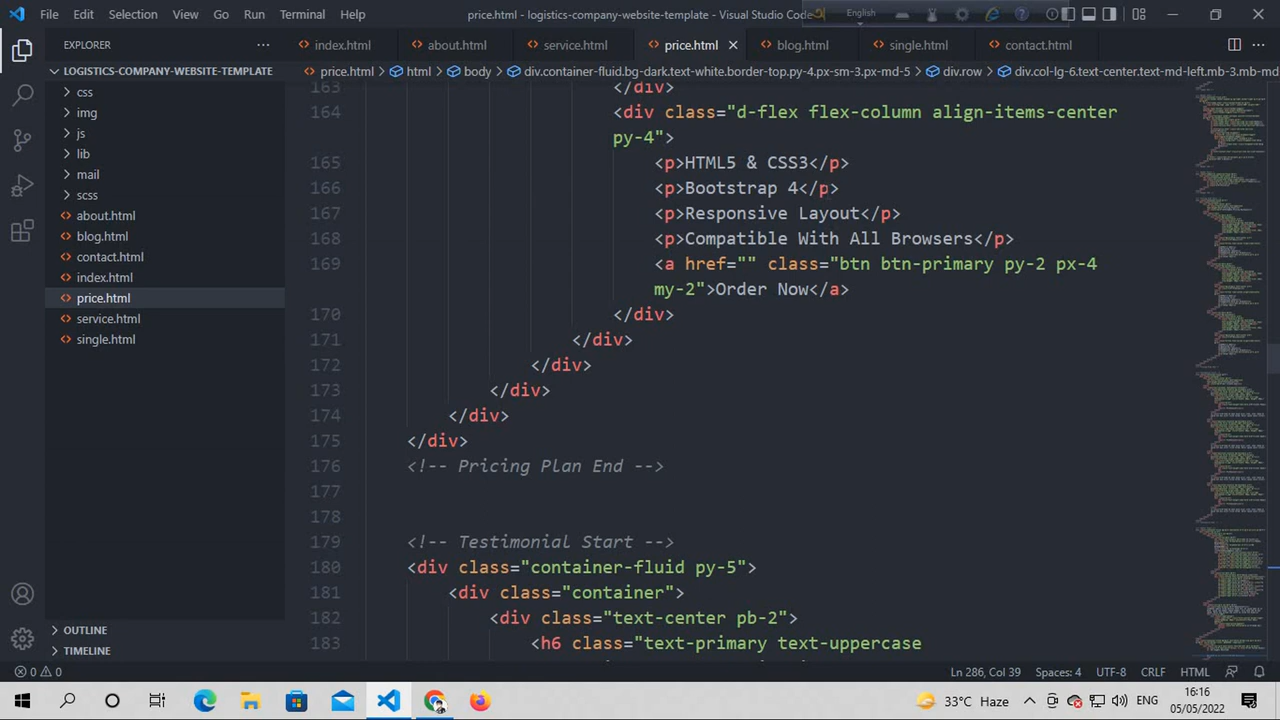 File Edit Selection View Go Run Terminal Help price.html - logistics-company-website-template - Visual Studio Code English
EXPLORER
index.html about.html service.html price.html blog.html single.html contact.html
LOGISTICS-COMPANY-WEBSITE-TEMPLATE
price.html > html > body > div.container-fluid.bg-dark.text-white.border-top.py-4.px-sm-3.px-md-5 > div.row > div.col-lg-6.text-center.text-md-left.mb-3.mb-md
css
img
js
lib
mail
scss
about.html
blog.html
contact.html
index.html
price.html
service.html
single.html
OUTLINE
TIMELINE
163 </div>
164 <div class="d-flex flex-column align-items-center
py-4">
165 <p>HTML5 & CSS3</p>
166 <p>Bootstrap 4</p>
167 <p>Responsive Layout</p>
168 <p>Compatible With All Browsers</p>
169 <a href="" class="btn btn-primary py-2 px-4
my-2">Order Now</a>
170 </div>
171 </div>
172 </div>
173 </div>
174 </div>
175 </div>
176 <!-- Pricing Plan End -->
177
178
179 <!-- Testimonial Start -->
180 <div class="container-fluid py-5">
181 <div class="container">
182 <div class="text-center pb-2">
183 <h6 class="text-primary text-uppercase
0 0 Ln 286, Col 39 Spaces: 4 UTF-8 CRLF HTML
33°C Haze ENG 16:16
05/05/2022